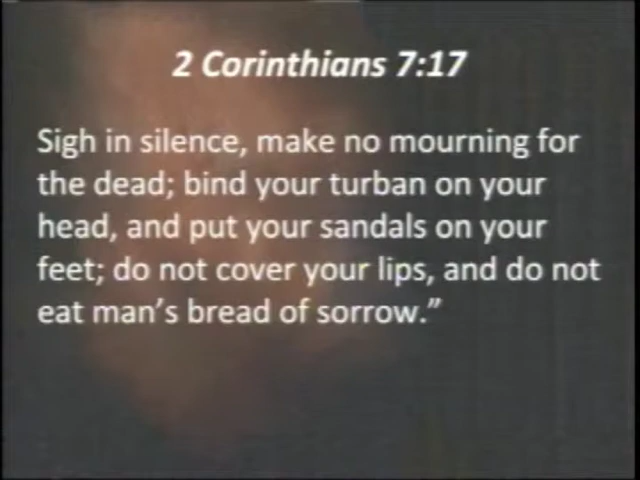 2 Corinthians 7:17
Sigh in silence, make no mourning for
the dead; bind your turban on your
head, and put your sandals on your
feet; do not cover your lips, and do not
eat man’s bread of sorrow.”